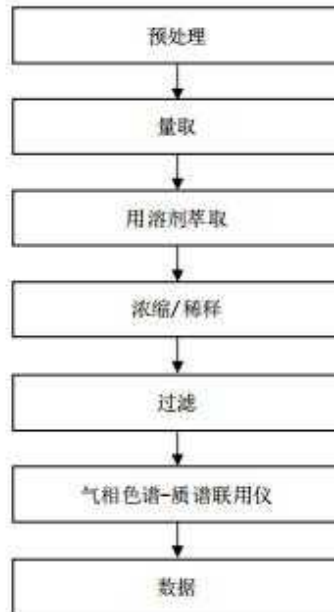 预处理
量取
用溶剂萃取
浓缩/稀释
过滤
气相色谱-质谱联用仪
数据